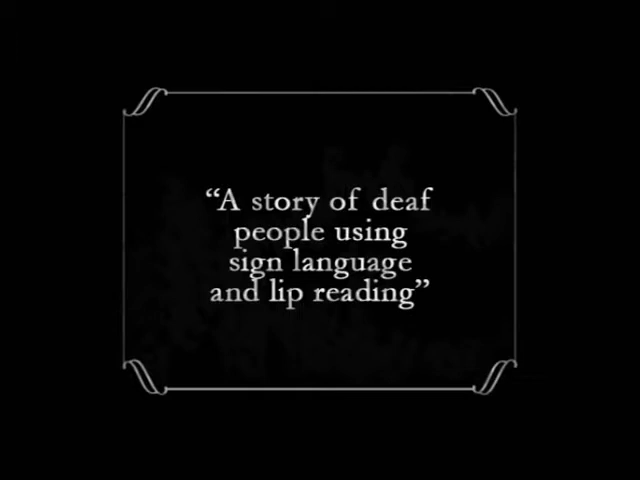 “A story of deaf
people using
sign language
and lip reading”